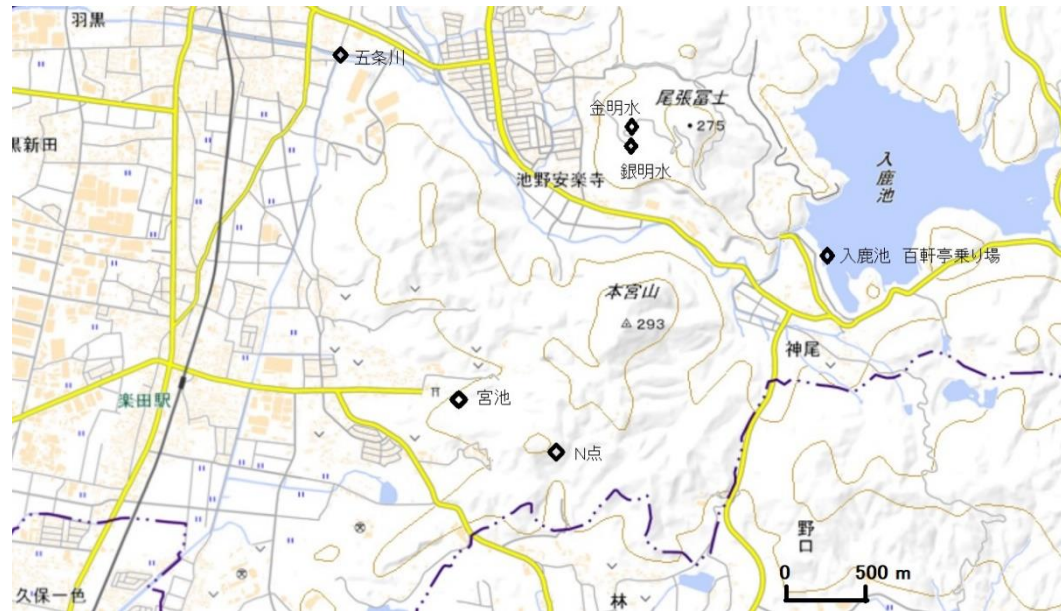 羽黒
五条川
金明水
尾張冨士
275
銀明水
黒新田
池野安楽寺
入鹿池
入鹿池 百軒亭乗り場
本宮山
293
神尾
楽田駅
宮池
N点
野口
0 500 m
久保一色
林